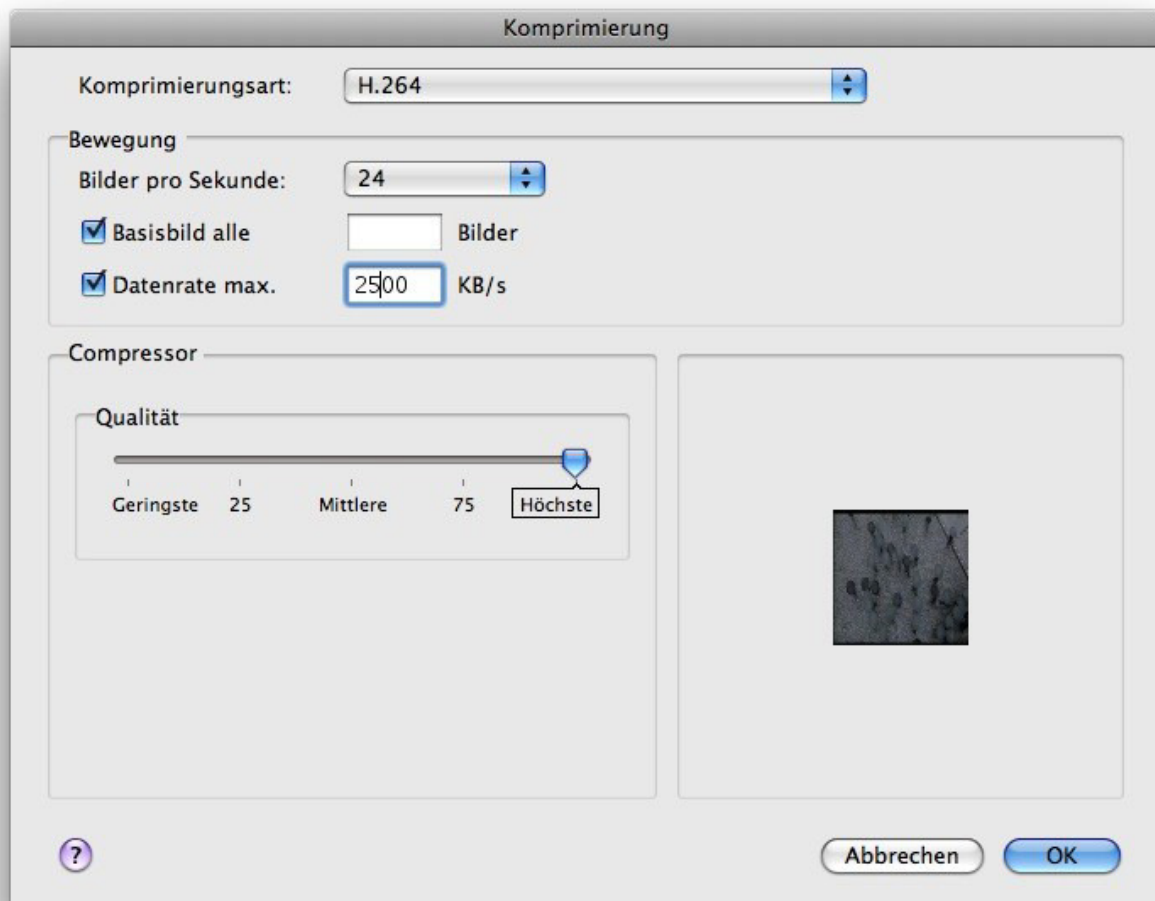 Komprimierung
Komprimierungsart: H.264
Bewegung
Bilder pro Sekunde: 24
Basisbild alle Bilder
Datenrate max. 2500 KB/s
Compressor
Qualität
Geringste 25 Mittlere 75 Höchste
? Abbrechen OK